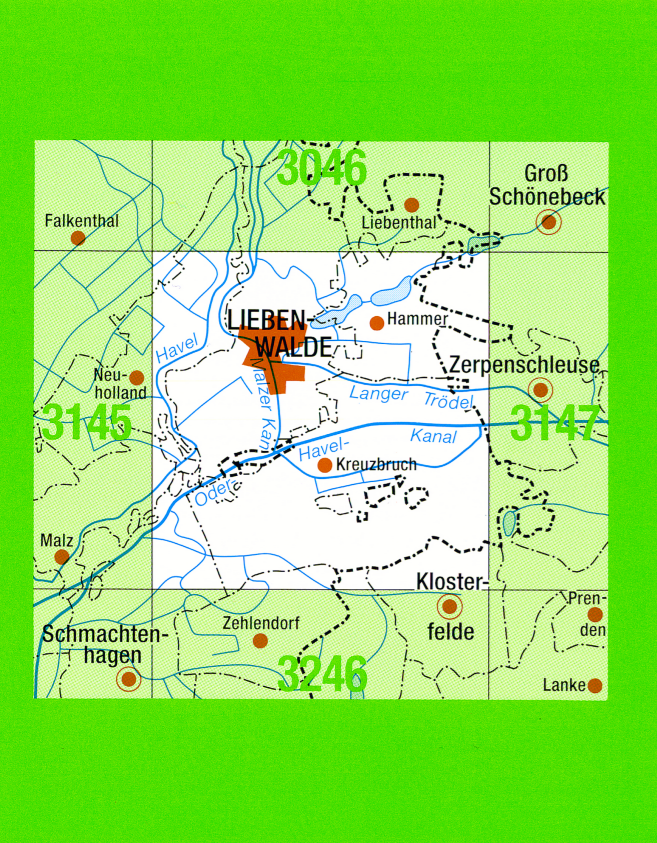 3046
Groß
Schönebeck
Falkenthal
Liebenthal
LIEBEN-
WALDE
Hammer
Havel
Zerpenschleuse
Neu-
holland
Malzer Kan.
Langer Trödel
3145
3147
Havel-
Kanal
Kreuzbruch
Oder-
Malz
Kloster-
felde
Pren-
den
Zehlendorf
Schmachten-
hagen
3246
Lanke